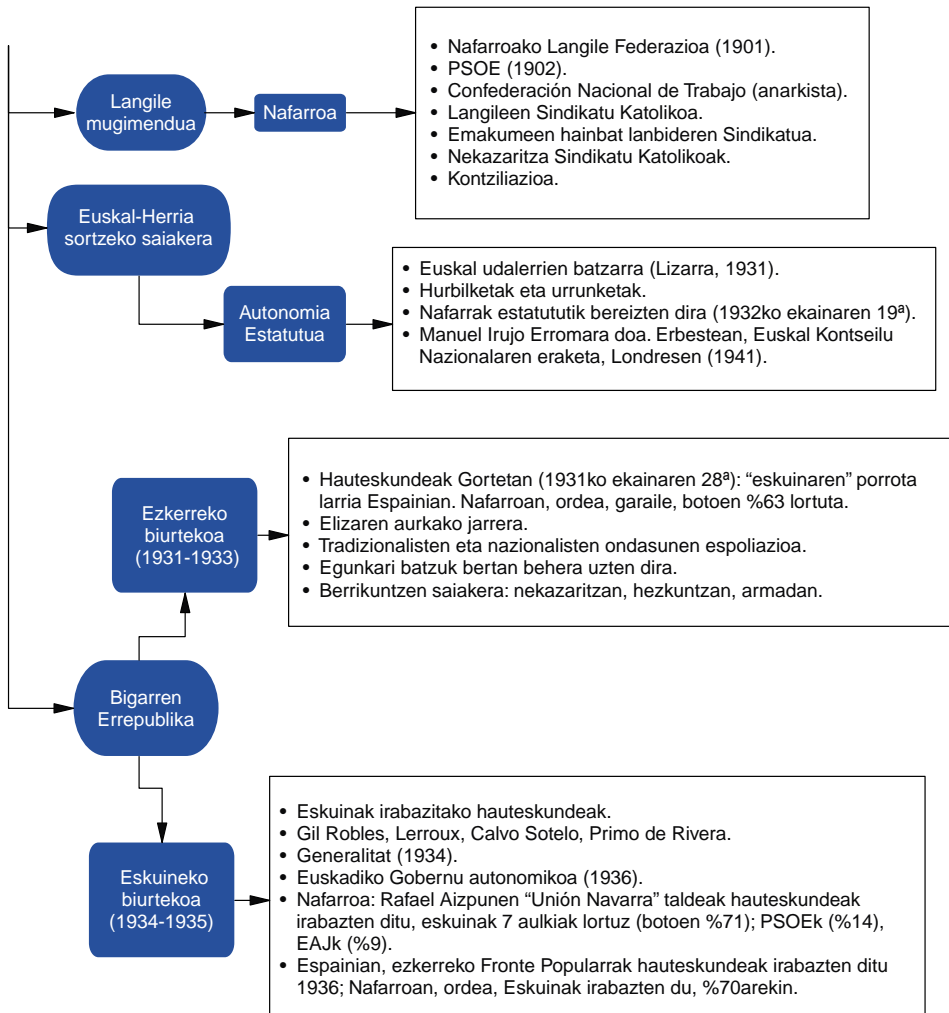 Langile
mugimendua
Nafarroa
• Nafarroako Langile Federazioa (1901).
• PSOE (1902).
• Confederación Nacional de Trabajo (anarkista).
• Langileen Sindikatu Katolikoa.
• Emakumeen hainbat lanbideren Sindikatua.
• Nekazaritza Sindikatu Katolikoak.
• Kontziliazioa.
Euskal-Herria
sortzeko saiakera
Autonomia
Estatutua
• Euskal udalerrien batzarra (Lizarra, 1931).
• Hurbilketak eta urrunketak.
• Nafarrak estatututik bereizten dira (1932ko ekainaren 19ª).
• Manuel Irujo Erromara doa. Erbestean, Euskal Kontseilu
Nazionalaren eraketa, Londresen (1941).
Ezkerreko
biurtekoa
(1931-1933)
• Hauteskundeak Gortetan (1931ko ekainaren 28ª): “eskuinaren” porrota
larria Espainian. Nafarroan, ordea, garaile, botoen %63 lortuta.
• Elizaren aurkako jarrera.
• Tradizionalisten eta nazionalisten ondasunen espoliazioa.
• Egunkari batzuk bertan behera uzten dira.
• Berrikuntzen saiakera: nekazaritzan, hezkuntzan, armadan.
Bigarren
Errepublika
Eskuineko
biurtekoa
(1934-1935)
• Eskuinak irabazitako hauteskundeak.
• Gil Robles, Lerroux, Calvo Sotelo, Primo de Rivera.
• Generalitat (1934).
• Euskadiko Gobernu autonomikoa (1936).
• Nafarroa: Rafael Aizpunen “Unión Navarra” taldeak hauteskundeak
irabazten ditu, eskuinak 7 aulkiak lortuz (botoen %71); PSOEk (%14),
EAJk (%9).
• Espainian, ezkerreko Fronte Popularrak hauteskundeak irabazten ditu
1936; Nafarroan, ordea, Eskuinak irabazten du, %70arekin.